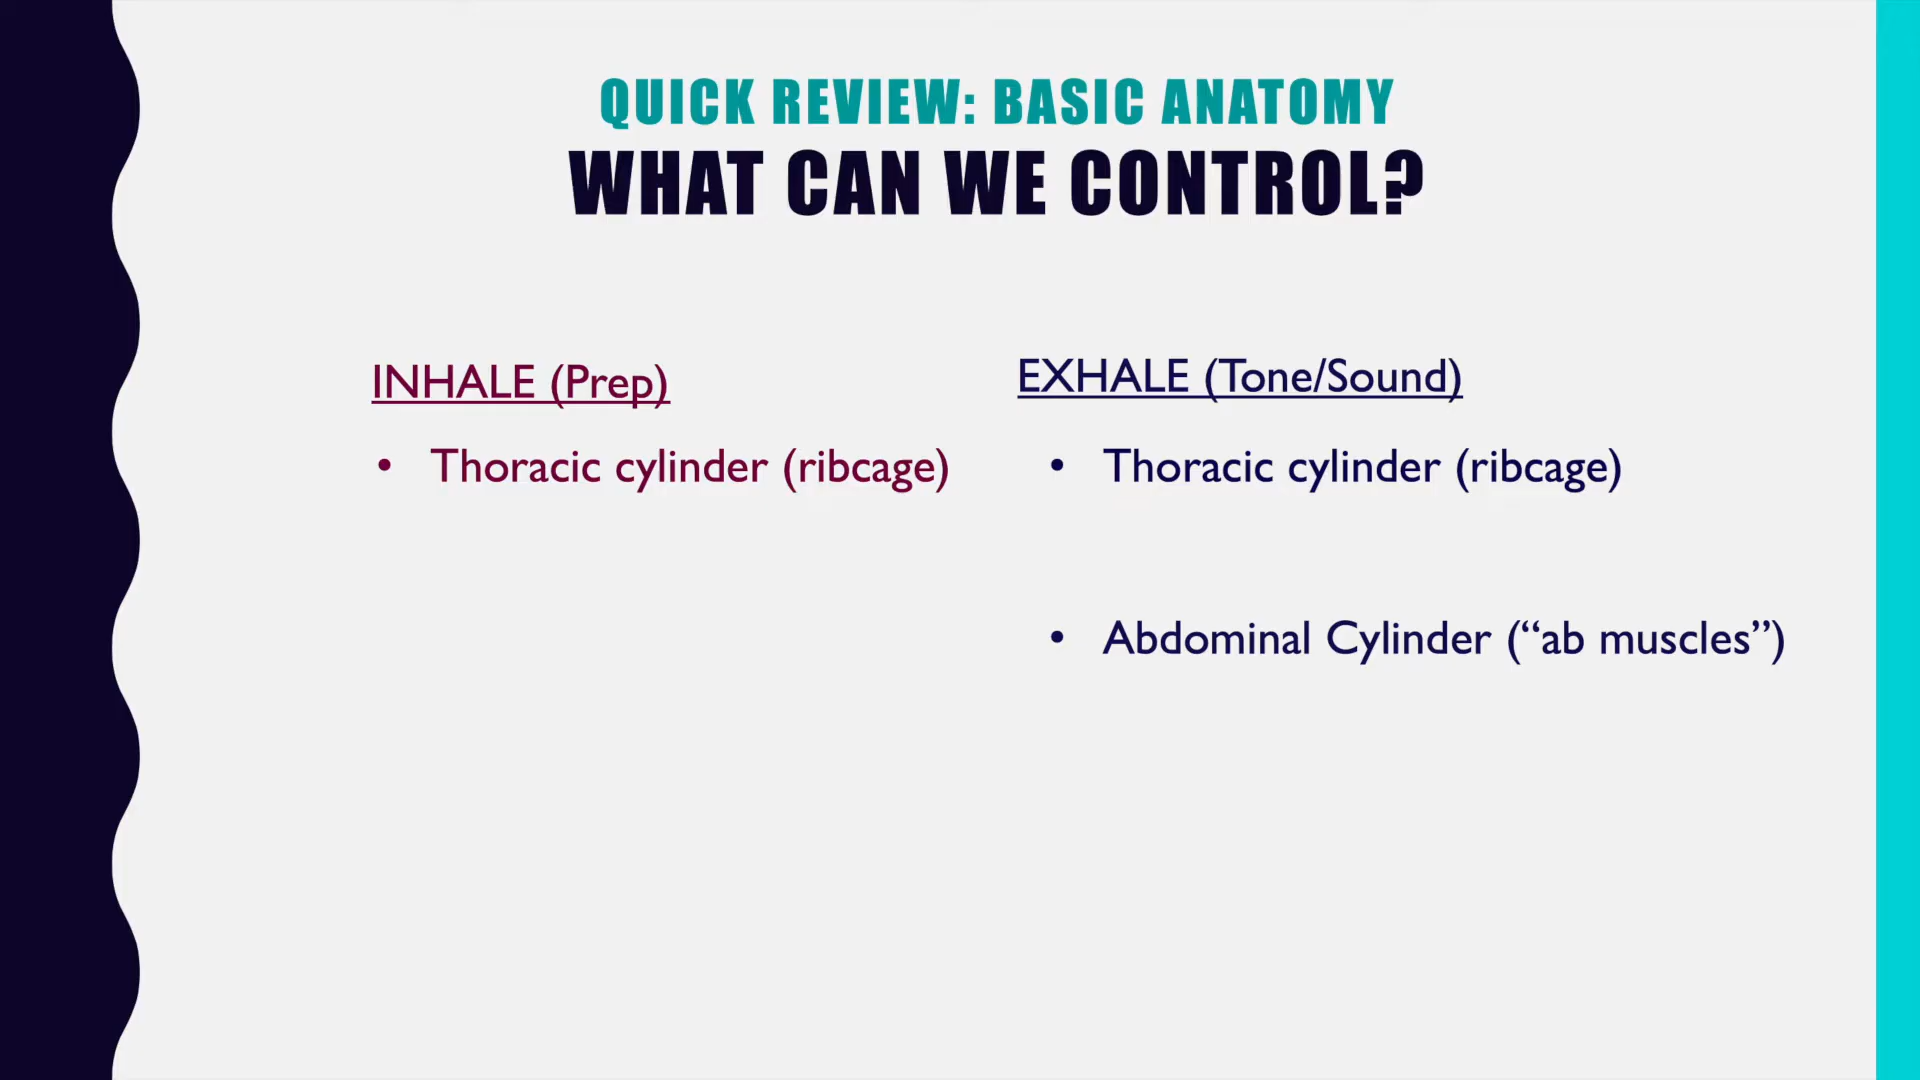 QUICK REVIEW: BASIC ANATOMY
WHAT CAN WE CONTROL?
INHALE (Prep)
• Thoracic cylinder (ribcage)
EXHALE (Tone/Sound)
• Thoracic cylinder (ribcage)
• Abdominal Cylinder (“ab muscles”)